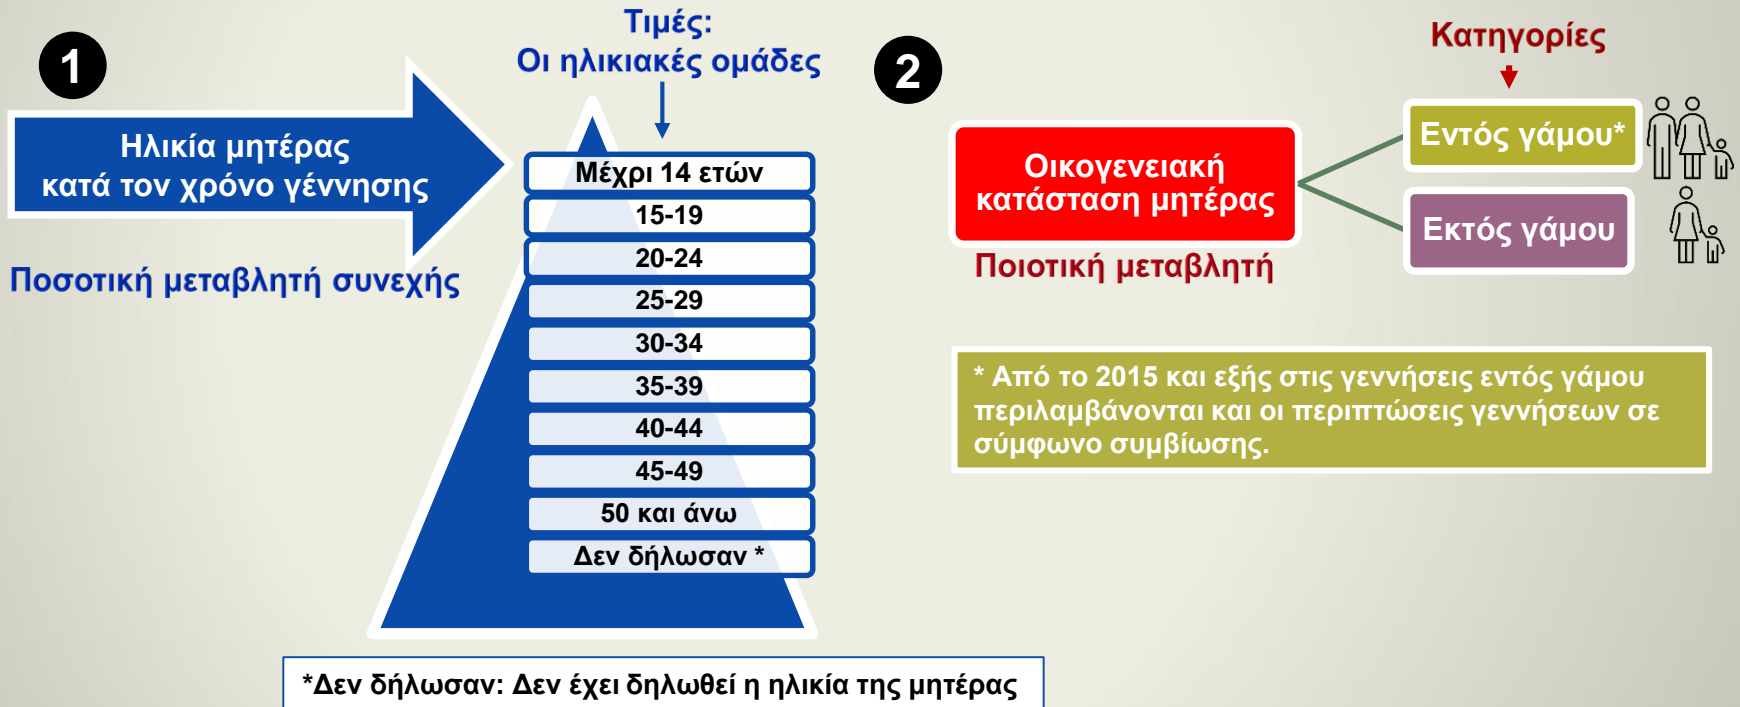 1
Ηλικία μητέρας
κατά τον χρόνο γέννησης
Ποσοτική μεταβλητή συνεχής
Τιμές:
Οι ηλικιακές ομάδες
Μέχρι 14 ετών
15-19
20-24
25-29
30-34
35-39
40-44
45-49
50 και άνω
Δεν δήλωσαν *
*Δεν δήλωσαν: Δεν έχει δηλωθεί η ηλικία της μητέρας
2
Οικογενειακή
κατάσταση μητέρας
Ποιοτική μεταβλητή
Κατηγορίες
Εντός γάμου*
Εκτός γάμου
* Από το 2015 και εξής στις γεννήσεις εντός γάμου
περιλαμβάνονται και οι περιπτώσεις γεννήσεων σε
σύμφωνο συμβίωσης.